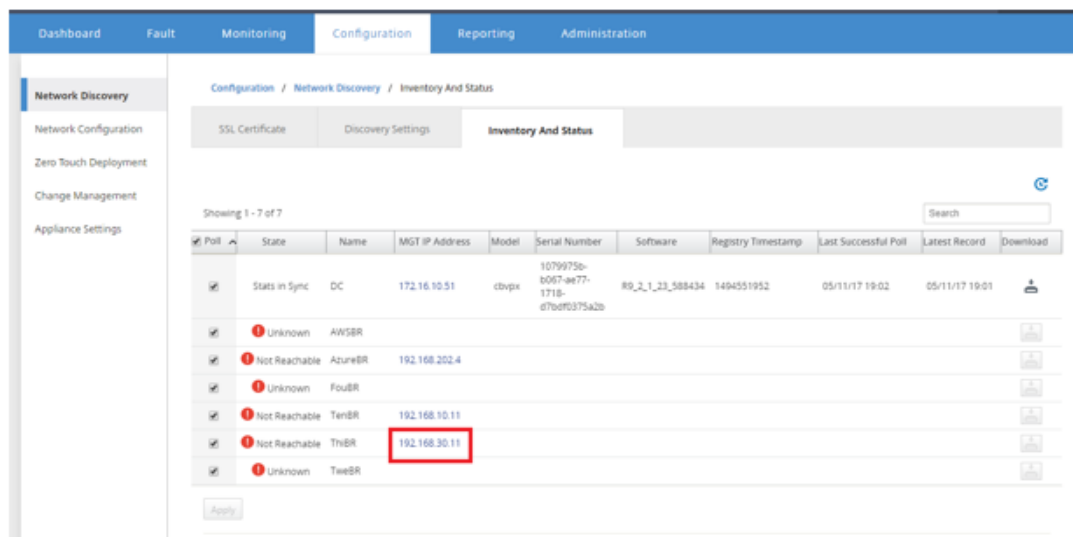 Dashboard Fault Monitoring Configuration Reporting Administration
Configuration / Network Discovery / Inventory And Status
Network Discovery
Network Configuration
Zero Touch Deployment
Change Management
Appliance Settings
SSL Certificate Discovery Settings Inventory And Status
Showing 1 - 7 of 7 Search
Poll State Name MGT IP Address Model Serial Number Software Registry Timestamp Last Successful Poll Latest Record Download
Stats in Sync DC 172.16.10.51 cbvpx 1079975b-b067-ae77-1718-d7bdf0375a2b R9_2_1_23_588434 1494551952 05/11/17 19:02 05/11/17 19:01
Unknown AWSBR
Not Reachable AzureBR 192.168.202.4
Unknown FouBR
Not Reachable TenBR 192.168.10.11
Not Reachable ThiBR 192.168.30.11
Unknown TweBR
Apply